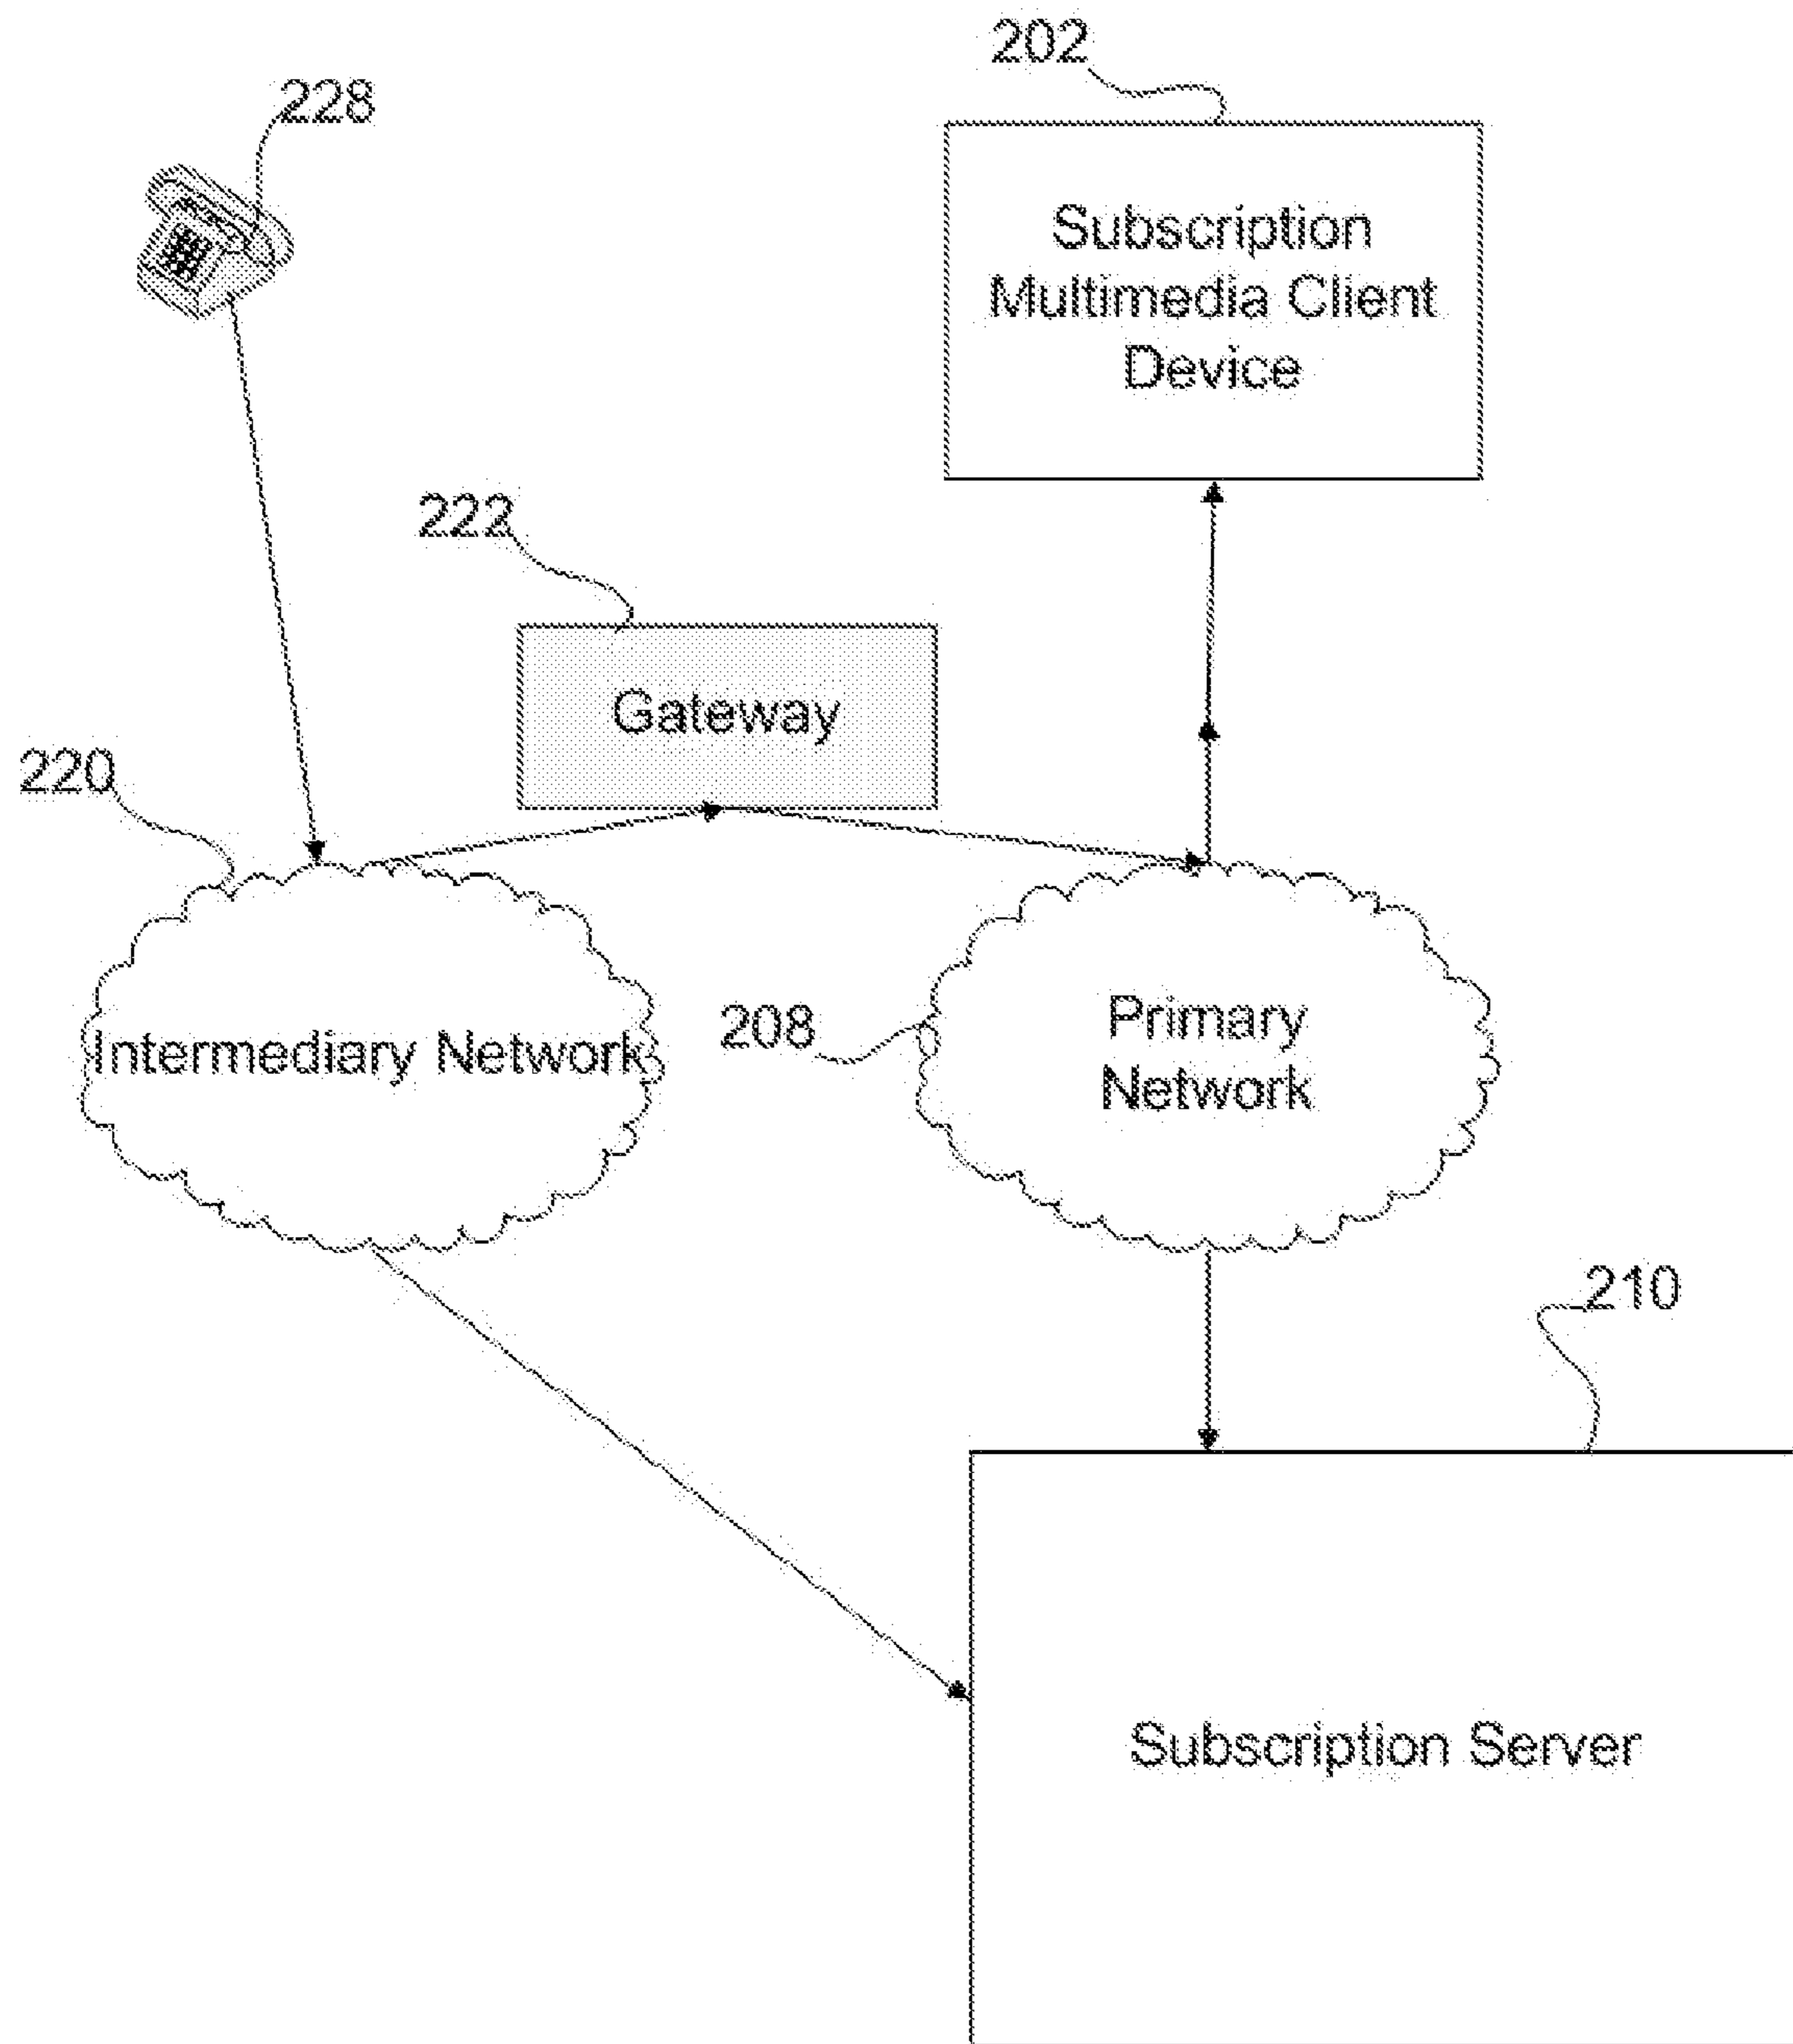 202
228
Subscription
Multimedia Client
Device
222
Gateway
220
Intermediary Network
208
Primary
Network
210
Subscription Server